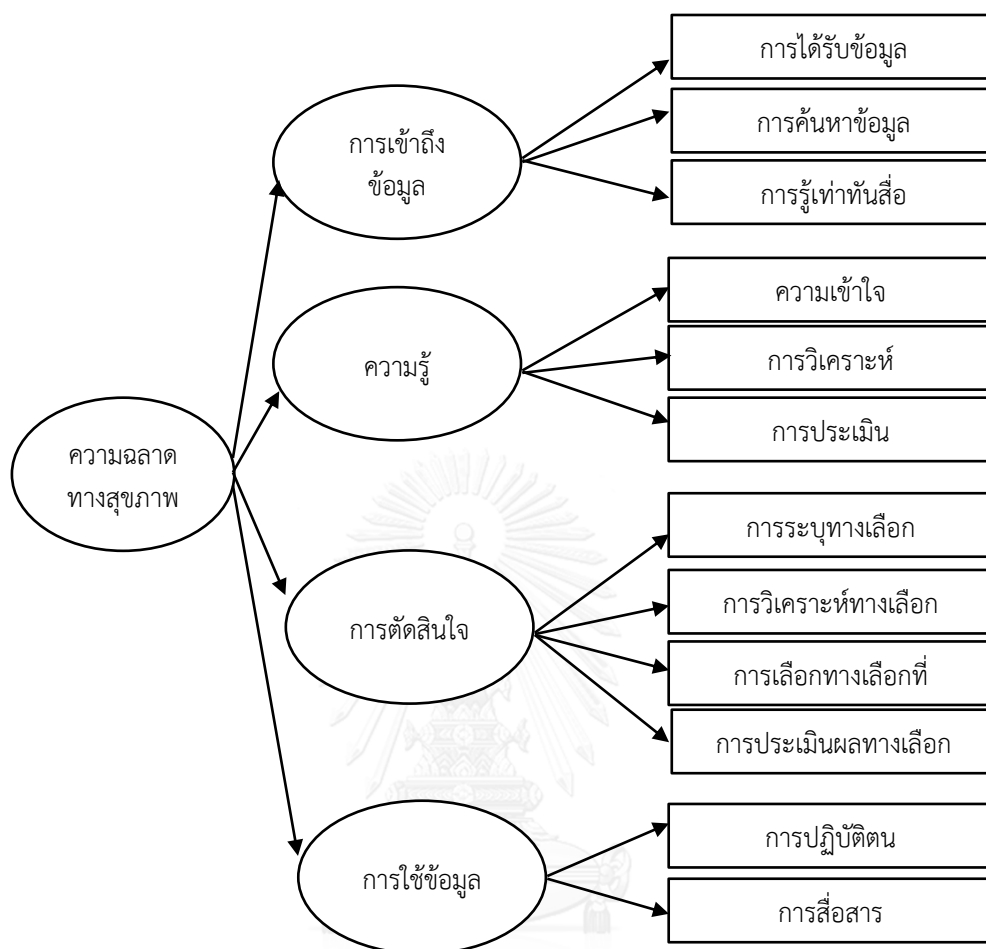 การได้รับข้อมูล
การค้นหาข้อมูล
การรู้เท่าทันสื่อ
การเข้าถึง
ข้อมูล
ความเข้าใจ
การวิเคราะห์
การประเมิน
ความรู้
ความฉลาด
ทางสุขภาพ
การระบุทางเลือก
การวิเคราะห์ทางเลือก
การเลือกทางเลือกที่
การประเมินผลทางเลือก
การตัดสินใจ
การปฏิบัติตน
การสื่อสาร
การใช้ข้อมูล